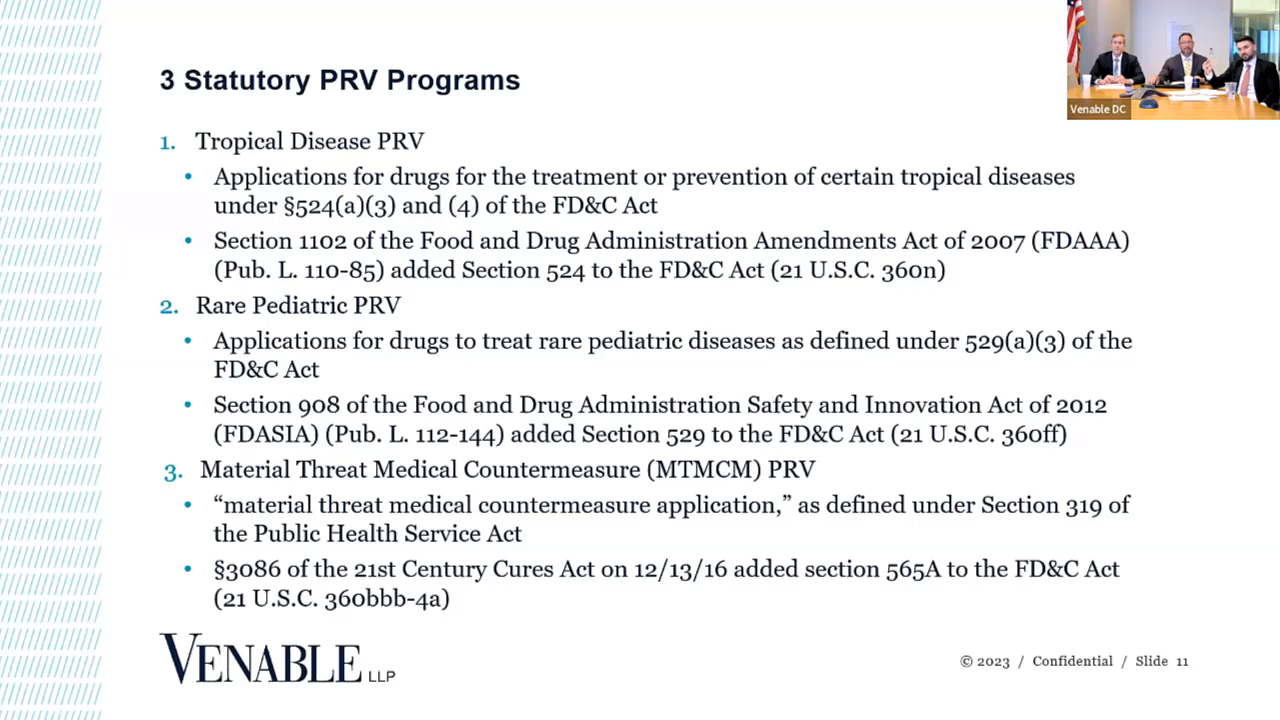 3 Statutory PRV Programs
Venable DC
1. Tropical Disease PRV
• Applications for drugs for the treatment or prevention of certain tropical diseases
under §524(a)(3) and (4) of the FD&C Act
• Section 1102 of the Food and Drug Administration Amendments Act of 2007 (FDAAA)
(Pub. L. 110-85) added Section 524 to the FD&C Act (21 U.S.C. 360n)
2. Rare Pediatric PRV
• Applications for drugs to treat rare pediatric diseases as defined under 529(a)(3) of the
FD&C Act
• Section 908 of the Food and Drug Administration Safety and Innovation Act of 2012
(FDASIA) (Pub. L. 112-144) added Section 529 to the FD&C Act (21 U.S.C. 360ff)
3. Material Threat Medical Countermeasure (MTMCM) PRV
• “material threat medical countermeasure application,” as defined under Section 319 of
the Public Health Service Act
• §3086 of the 21st Century Cures Act on 12/13/16 added section 565A to the FD&C Act
(21 U.S.C. 360bbb-4a)
VENABLE LLP
© 2023 / Confidential / Slide 11